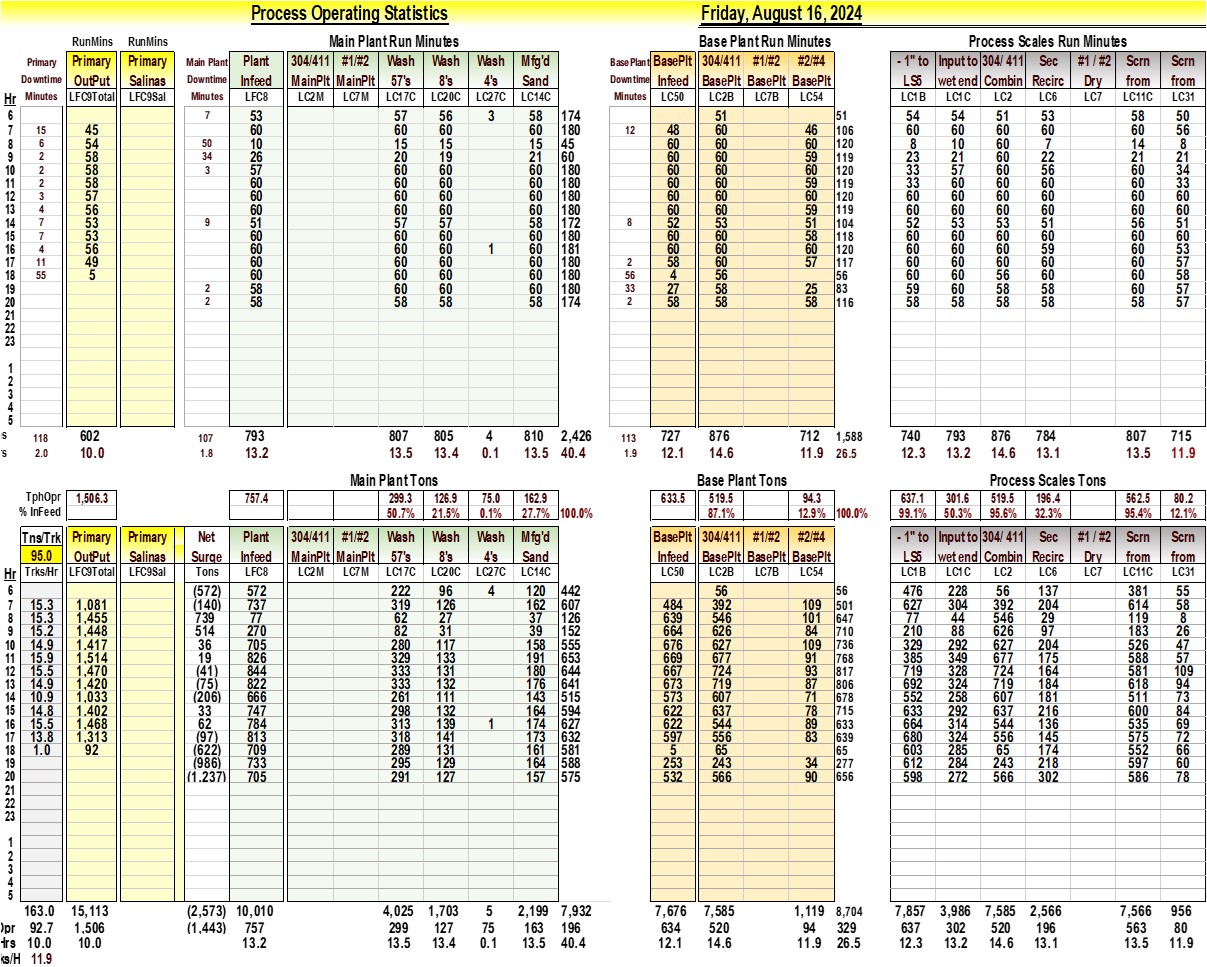 Process Operating Statistics Friday, August 16, 2024
RunMins RunMins Main Plant Run Minutes Base Plant Run Minutes Process Scales Run Minutes
Primary Primary Primary Main Plant Plant 304/411 #1/#2 Wash Wash Wash Mfg'd BasePlant BasePlt 304/411 #1/#2 #2/#4 - 1" to Input to 304/ 411 Sec #1 / #2 Scrn Scrn
Downtime OutPut Salinas Downtime Infeed MainPlt MainPlt 57's 8's 4's Sand Downtime Infeed BasePlt BasePlt BasePlt LS5 wet end Combin Recirc Dry from from
Hr Minutes LFC9Total LFC9Sal Minutes LFC8 LC2M LC7M LC17C LC20C LC27C LC14C Minutes LC50 LC2B LC7B LC54 LC1B LC1C LC2 LC6 LC7 LC11C LC31
6 7 53 57 56 3 58 174 51 51 54 54 51 53 58 50
7 15 45 60 60 60 60 180 12 48 60 46 106 60 60 60 60 60 56
8 6 54 50 10 15 15 15 45 60 60 60 120 8 10 60 7 14 8
9 2 58 34 26 20 19 21 60 60 60 59 119 23 21 60 22 21 21
10 2 58 3 57 60 60 60 180 60 60 60 120 33 57 60 56 60 34
11 2 58 60 60 60 60 180 60 60 59 119 33 60 60 60 60 33
12 3 57 60 60 60 60 180 60 60 60 120 60 60 60 60 60 60
13 4 56 60 60 60 60 180 60 60 59 119 60 60 60 60 60 60
14 7 53 9 51 57 57 58 172 8 52 53 51 104 52 53 53 51 56 51
15 7 53 60 60 60 60 180 60 60 58 118 60 60 60 60 60 60
16 4 56 60 60 60 1 60 181 60 60 60 120 60 60 60 59 60 53
17 11 49 60 60 60 60 180 2 58 60 57 117 60 60 60 60 60 60
18 55 5 60 60 60 60 180 56 4 56 56 60 60 56 60 60 58
19 2 58 60 60 60 180 33 27 58 25 83 59 60 58 58 60 57
20 2 58 58 58 58 174 2 58 58 58 116 58 58 58 58 58 57
21
22
23
1
2
3
4
5
s 118 602 107 793 807 805 4 810 2,426 113 727 876 712 1,588 740 793 876 784 807 715
s 2.0 10.0 1.8 13.2 13.5 13.4 0.1 13.5 40.4 1.9 12.1 14.6 11.9 26.5 12.3 13.2 14.6 13.1 13.5 11.9
Main Plant Tons Base Plant Tons Process Scales Tons
TphOpr 1,506.3 757.4 299.3 126.9 75.0 162.9 633.5 519.5 94.3 637.1 301.6 519.5 196.4 562.5 80.2
% InFeed 50.7% 21.5% 0.1% 27.7% 100.0% 87.1% 12.9% 100.0% 99.1% 50.3% 95.6% 32.3% 95.4% 12.1%
Tns/Trk Primary Primary Net Plant 304/411 #1/#2 Wash Wash Wash Mfg'd BasePlt 304/411 #1/#2 #2/#4 - 1" to Input to 304/ 411 Sec #1 / #2 Scrn Scrn
95.0 OutPut Salinas Surge Infeed MainPlt MainPlt 57's 8's 4's Sand Infeed BasePlt BasePlt BasePlt LS5 wet end Combin Recirc Dry from from
Hr Trks/Hr LFC9Total LFC9Sal Tons LFC8 LC2M LC7M LC17C LC20C LC27C LC14C LC50 LC2B LC7B LC54 LC1B LC1C LC2 LC6 LC7 LC11C LC31
6 (572) 572 222 96 4 120 442 56 56 476 228 56 137 381 55
7 15.3 1,081 (140) 737 319 126 162 607 484 392 109 501 627 304 392 204 614 58
8 15.3 1,455 739 77 62 27 37 126 639 546 101 647 77 44 546 29 119 8
9 15.2 1,448 514 270 82 31 39 152 664 626 84 710 210 88 626 97 183 26
10 14.9 1,417 36 705 280 117 158 555 676 627 109 736 329 292 627 204 526 47
11 15.9 1,514 19 826 329 133 191 653 669 677 91 768 385 349 677 175 588 57
12 15.5 1,470 (41) 844 333 131 180 644 667 724 93 817 719 328 724 164 581 109
13 14.9 1,420 (75) 822 333 132 176 641 673 719 87 806 692 324 719 184 618 94
14 10.9 1,033 (206) 666 261 111 143 515 573 607 71 678 552 258 607 181 511 73
15 14.8 1,402 33 747 298 132 164 594 622 637 78 715 633 292 637 216 600 84
16 15.5 1,468 62 784 313 139 1 174 627 622 544 89 633 664 314 544 136 535 69
17 13.8 1,313 (97) 813 318 141 173 632 597 556 83 639 680 324 556 145 575 72
18 1.0 92 (622) 709 289 131 161 581 5 65 65 603 285 65 174 552 66
19 (986) 733 295 129 164 588 253 243 34 277 612 284 243 218 597 60
20 (1,237) 705 291 127 157 575 532 566 90 656 598 272 566 302 586 78
21
22
23
1
2
3
4
5
163.0 15,113 (2,573) 10,010 4,025 1,703 5 2,199 7,932 7,676 7,585 1,119 8,704 7,857 3,986 7,585 2,566 7,566 956
Opr 92.7 1,506 (1,443) 757 299 127 75 163 196 634 520 94 329 637 302 520 196 563 80
Hrs 10.0 10.0 13.2 13.5 13.4 0.1 13.5 40.4 12.1 14.6 11.9 26.5 12.3 13.2 14.6 13.1 13.5 11.9
ks/H 11.9